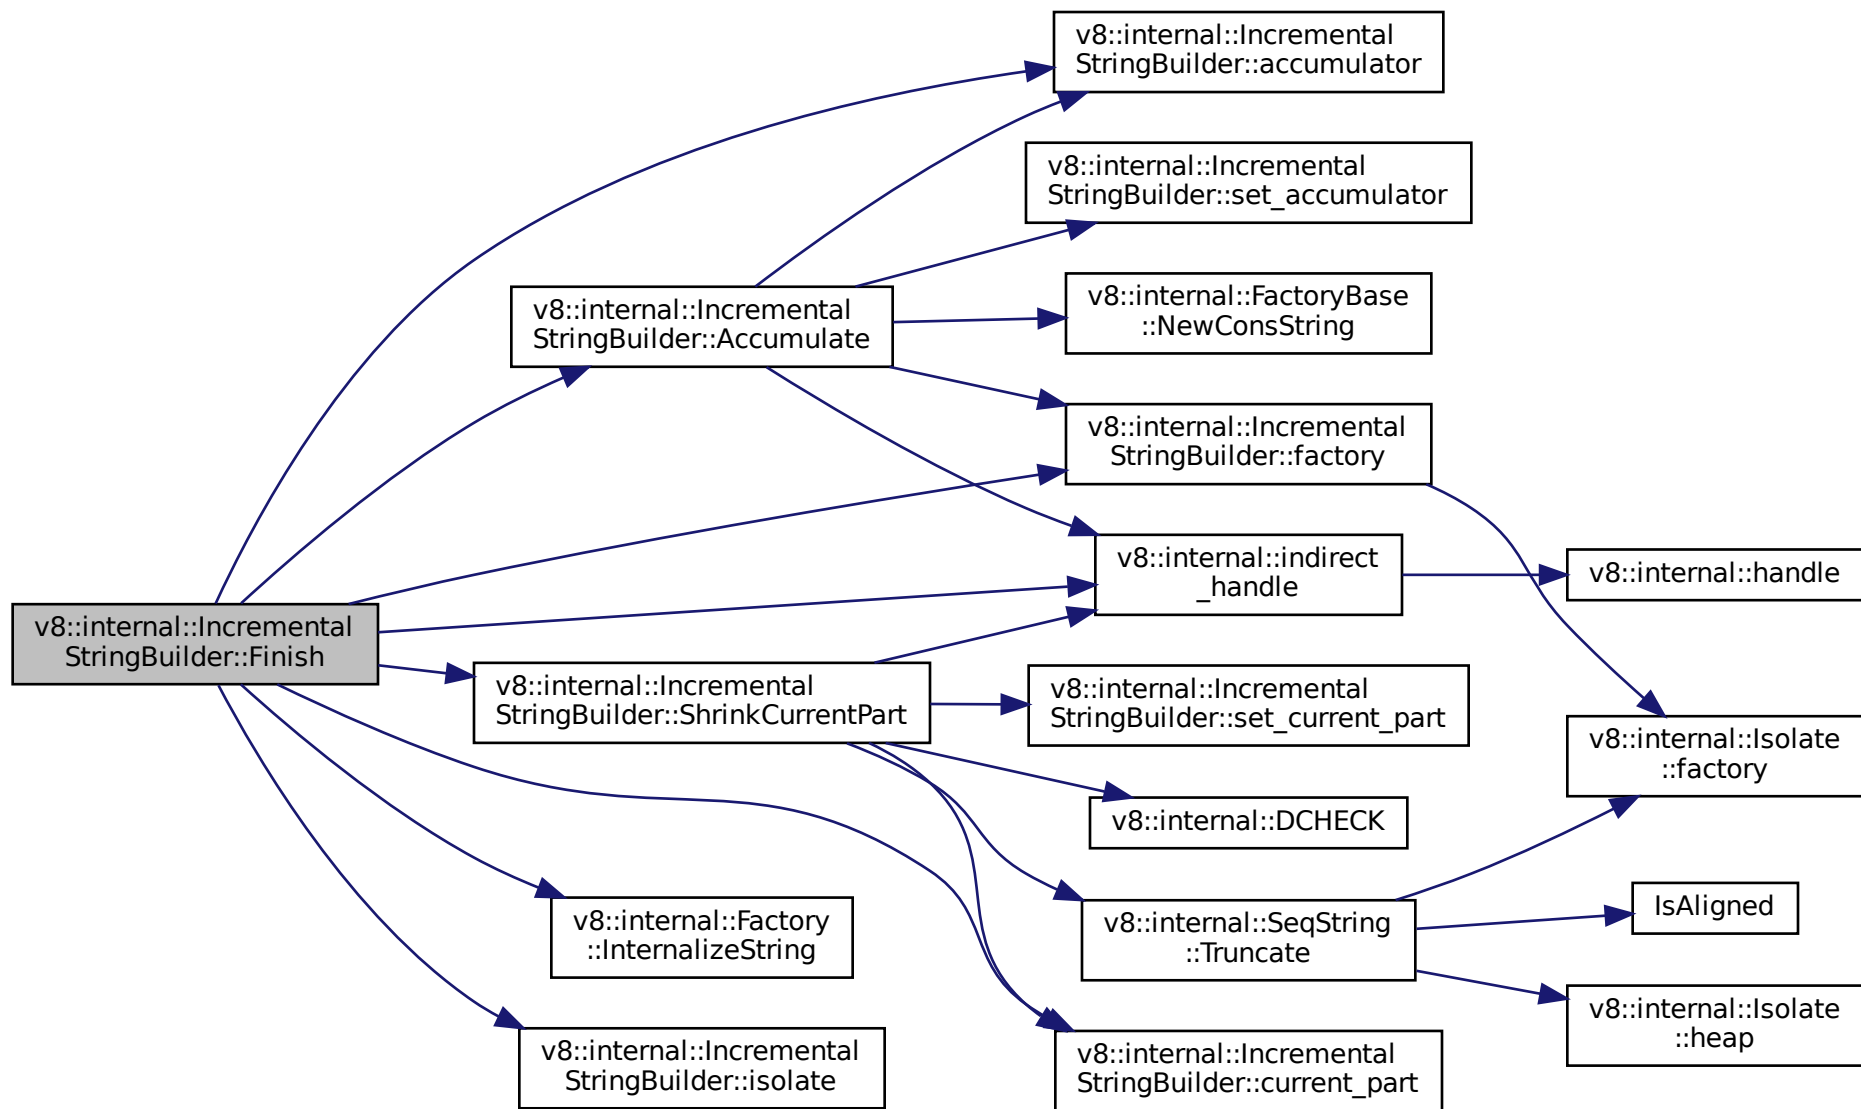 v8::internal::Incremental
StringBuilder::accumulator
v8::internal::Incremental
StringBuilder::set_accumulator
v8::internal::FactoryBase
::NewConsString
v8::internal::Incremental
StringBuilder::Accumulate
v8::internal::Incremental
StringBuilder::factory
v8::internal::indirect
_handle
v8::internal::handle
v8::internal::Incremental
StringBuilder::Finish
v8::internal::Incremental
StringBuilder::ShrinkCurrentPart
v8::internal::Incremental
StringBuilder::set_current_part
v8::internal::Isolate
::factory
v8::internal::DCHECK
v8::internal::SeqString
::Truncate
IsAligned
v8::internal::Factory
::InternalizeString
v8::internal::Isolate
::heap
v8::internal::Incremental
StringBuilder::isolate
v8::internal::Incremental
StringBuilder::current_part